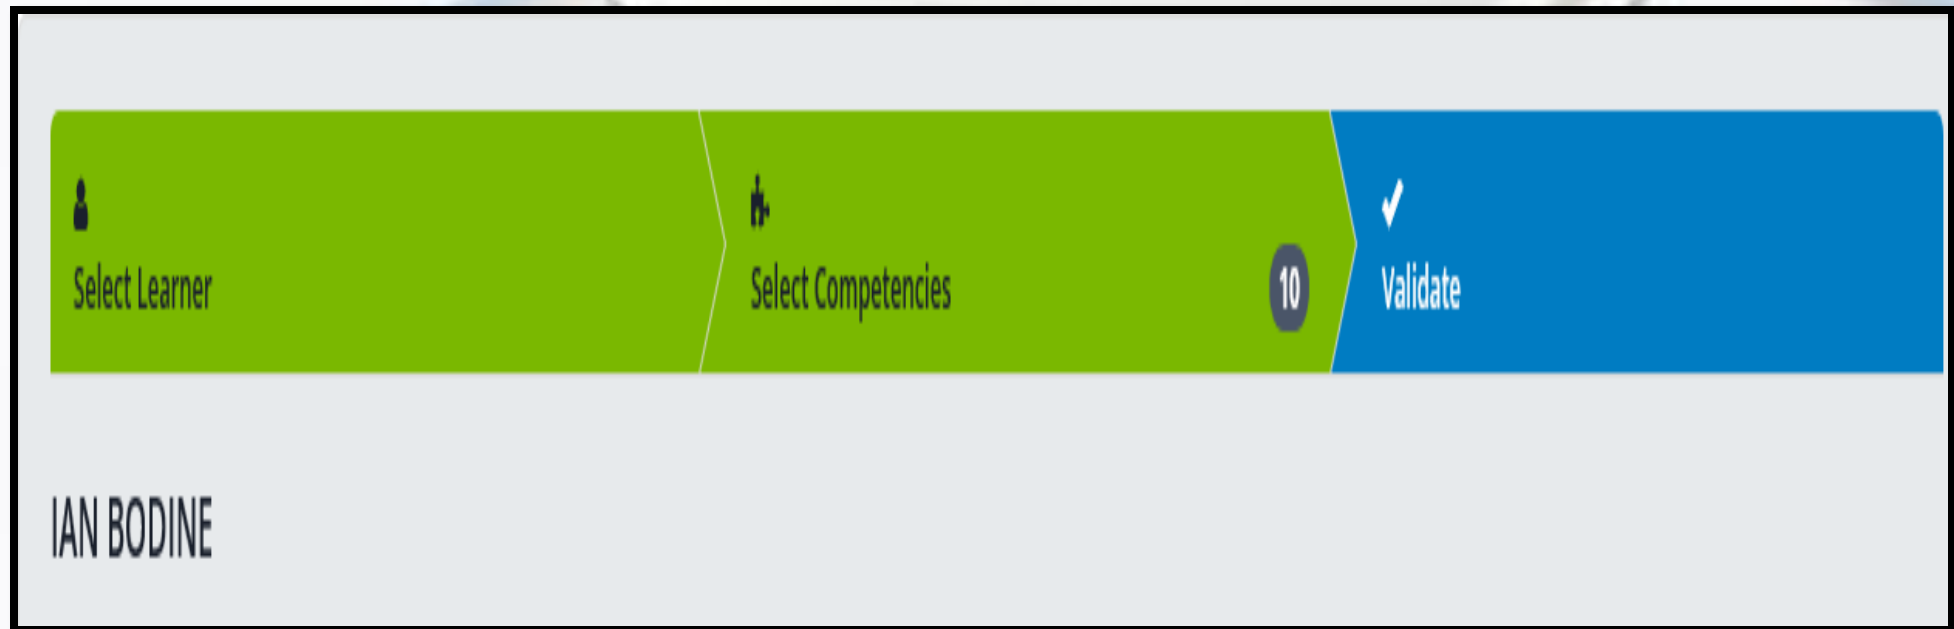 Select Learner
Select Competencies
10
Validate
IAN BODINE